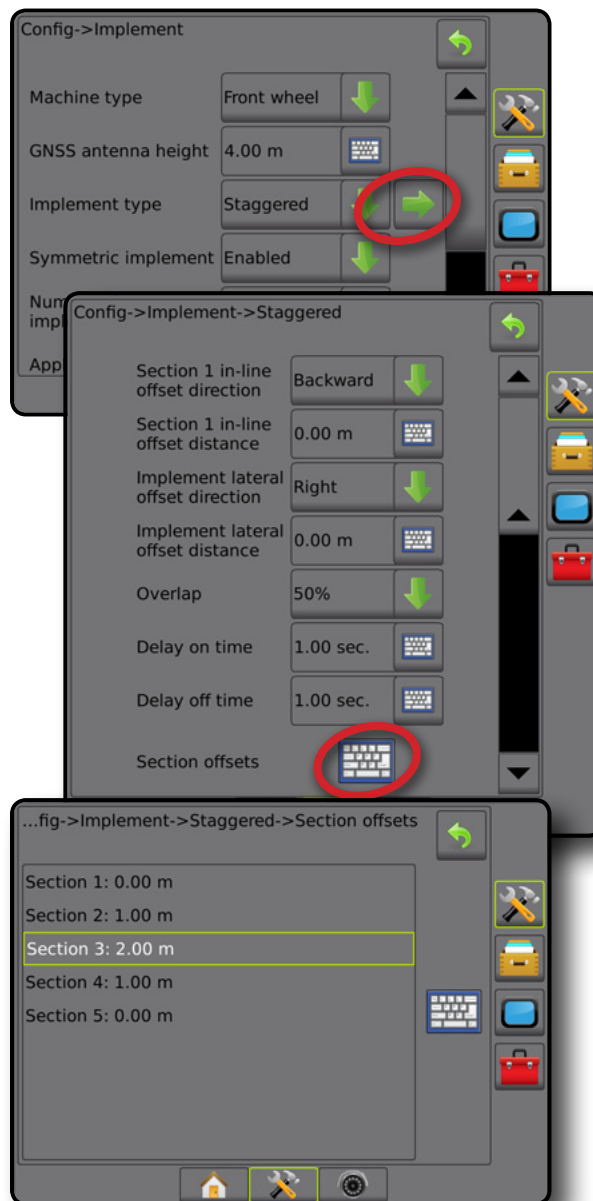 Config->Implement
Machine type Front wheel
GNSS antenna height 4.00 m
Implement type Staggered
Symmetric implement Enabled
Num
impl
App
Config->Implement->Staggered
Section 1 in-line
offset direction Backward
Section 1 in-line
offset distance 0.00 m
Implement lateral
offset direction Right
Implement lateral
offset distance 0.00 m
Overlap 50%
Delay on time 1.00 sec.
Delay off time 1.00 sec.
Section offsets
...fig->Implement->Staggered->Section offsets
Section 1: 0.00 m
Section 2: 1.00 m
Section 3: 2.00 m
Section 4: 1.00 m
Section 5: 0.00 m